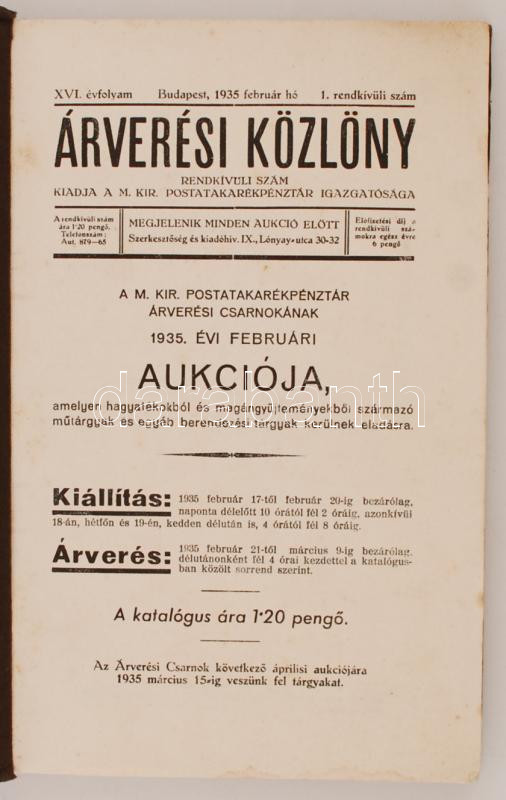 XVI. évfolyam Budapest, 1935 február hó 1. rendkívüli szám
ÁRVERÉSI KÖZLÖNY
RENDKÍVÜLI SZÁM
KIADJA A M. KIR. POSTATAKARÉKPÉNZTÁR IGAZGATÓSÁGA
A rendkívüli szám
ára 1·20 pengő.
Telefonszám:
Aut. 879—65
MEGJELENIK MINDEN AUKCIÓ ELŐTT
Szerkesztőség és kiadóhiv. IX., Lónyay-utca 30-32
Előfizetési díj a
rendkívüli szá-
mokra egész évre
6 pengő
A M. KIR. POSTATAKARÉKPÉNZTÁR
ÁRVERÉSI CSARNOKÁNAK
1935. ÉVI FEBRUÁRI
AUKCIÓJA,
amelyen hagyatékokból és magángyüjteményekből származó
műtárgyak és egyéb berendezési tárgyak kerülnek eladásra.
darabanth
Kiállítás: 1935 február 17-től február 20-ig bezárólag,
naponta délelőtt 10 órától fél 2 óráig, azonkívül
18-án, hétfőn és 19-én, kedden délután is, 4 órától fél 8 óráig.
Árverés: 1935 február 21-től március 9-ig bezárólag,
délutánonként fél 4 órai kezdettel a katalógus-
ban közölt sorrend szerint.
A katalógus ára 1·20 pengő.
Az Árverési Csarnok következő áprilisi aukciójára
1935 március 15-ig veszünk fel tárgyakat.